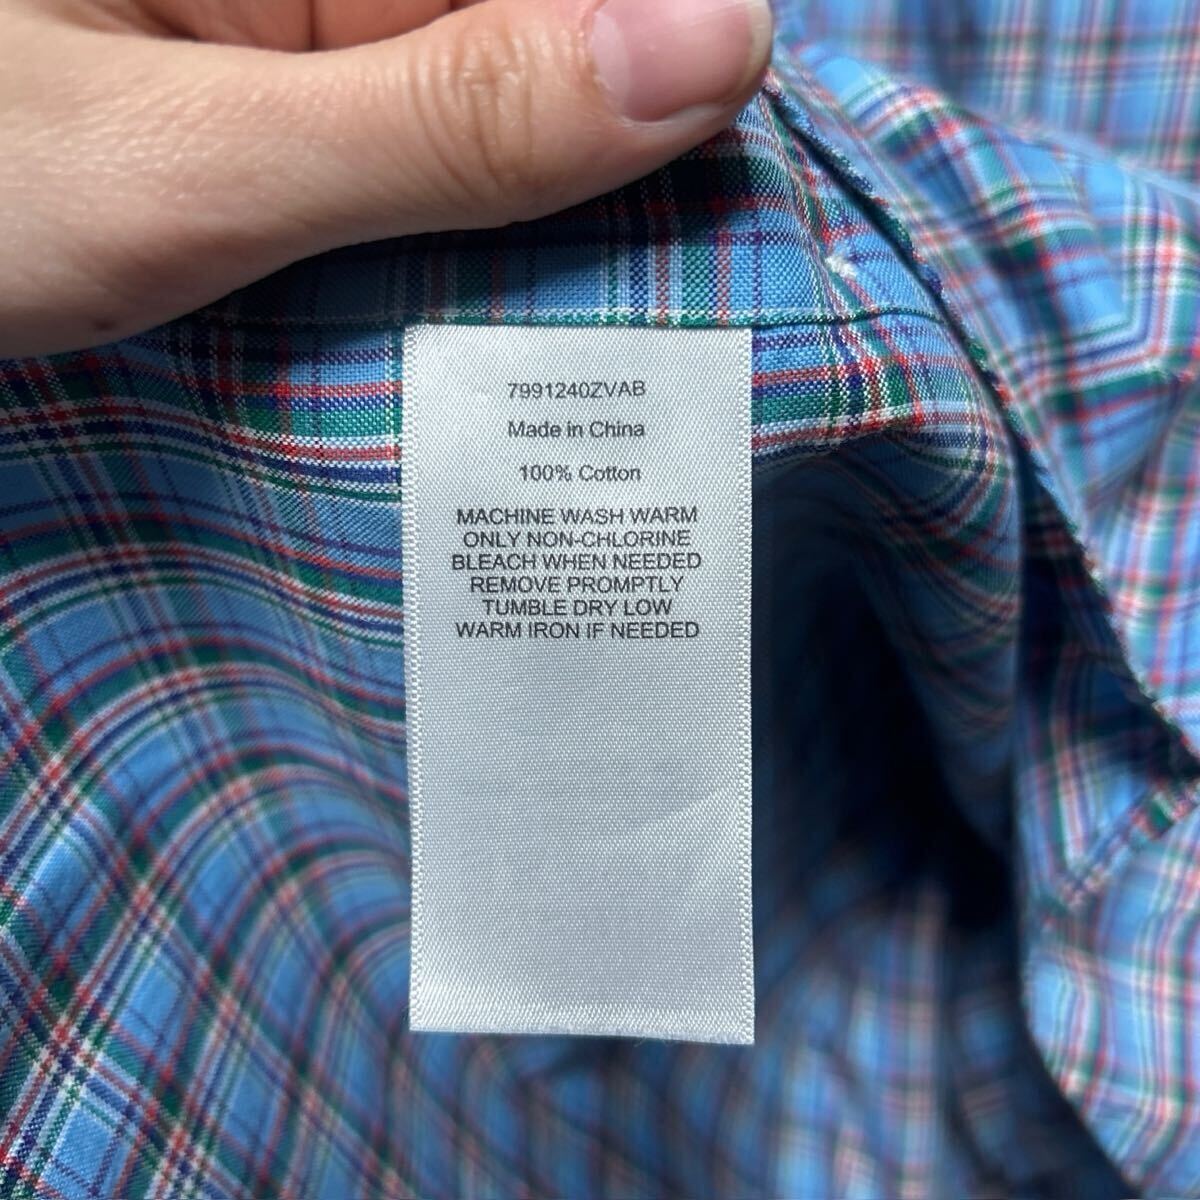 7991240ZVAB
Made in China
100% Cotton
MACHINE WASH WARM
ONLY NON-CHLORINE
BLEACH WHEN NEEDED
REMOVE PROMPTLY
TUMBLE DRY LOW
WARM IRON IF NEEDED